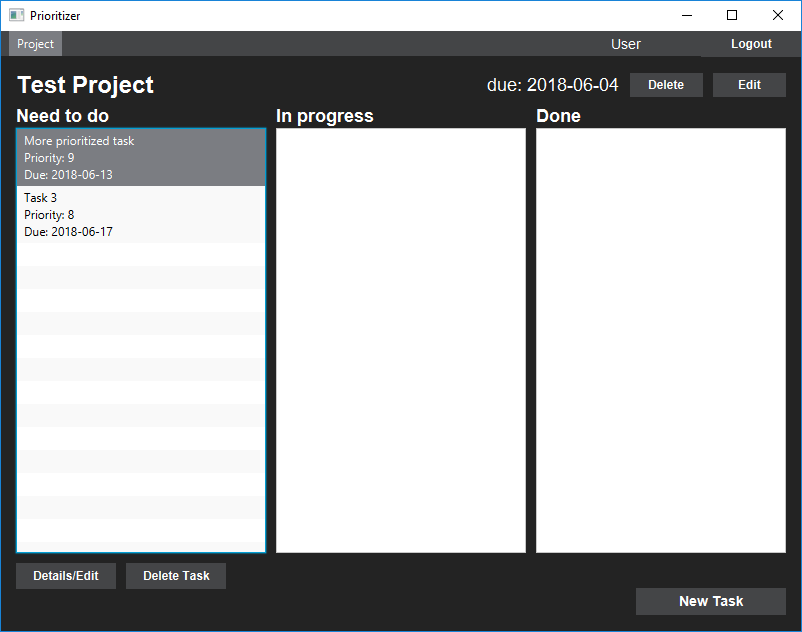 Prioritizer
Project
User
Logout
Test Project
due: 2018-06-04
Delete
Edit
Need to do
In progress
Done
More prioritized task
Priority: 9
Due: 2018-06-13
Task 3
Priority: 8
Due: 2018-06-17
Details/Edit
Delete Task
New Task